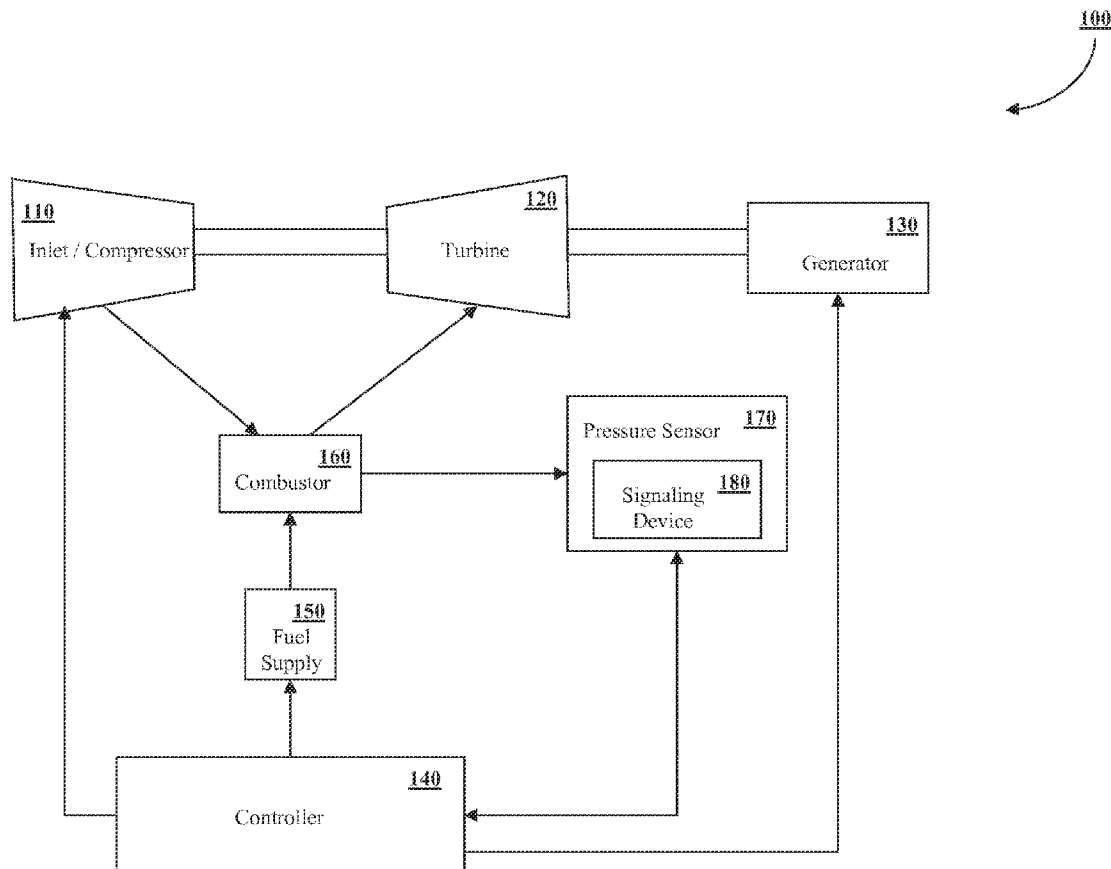 100
110
Inlet / Compressor
120
Turbine
130
Generator
160
Combustor
170
Pressure Sensor
180
Signaling
Device
150
Fuel
Supply
140
Controller